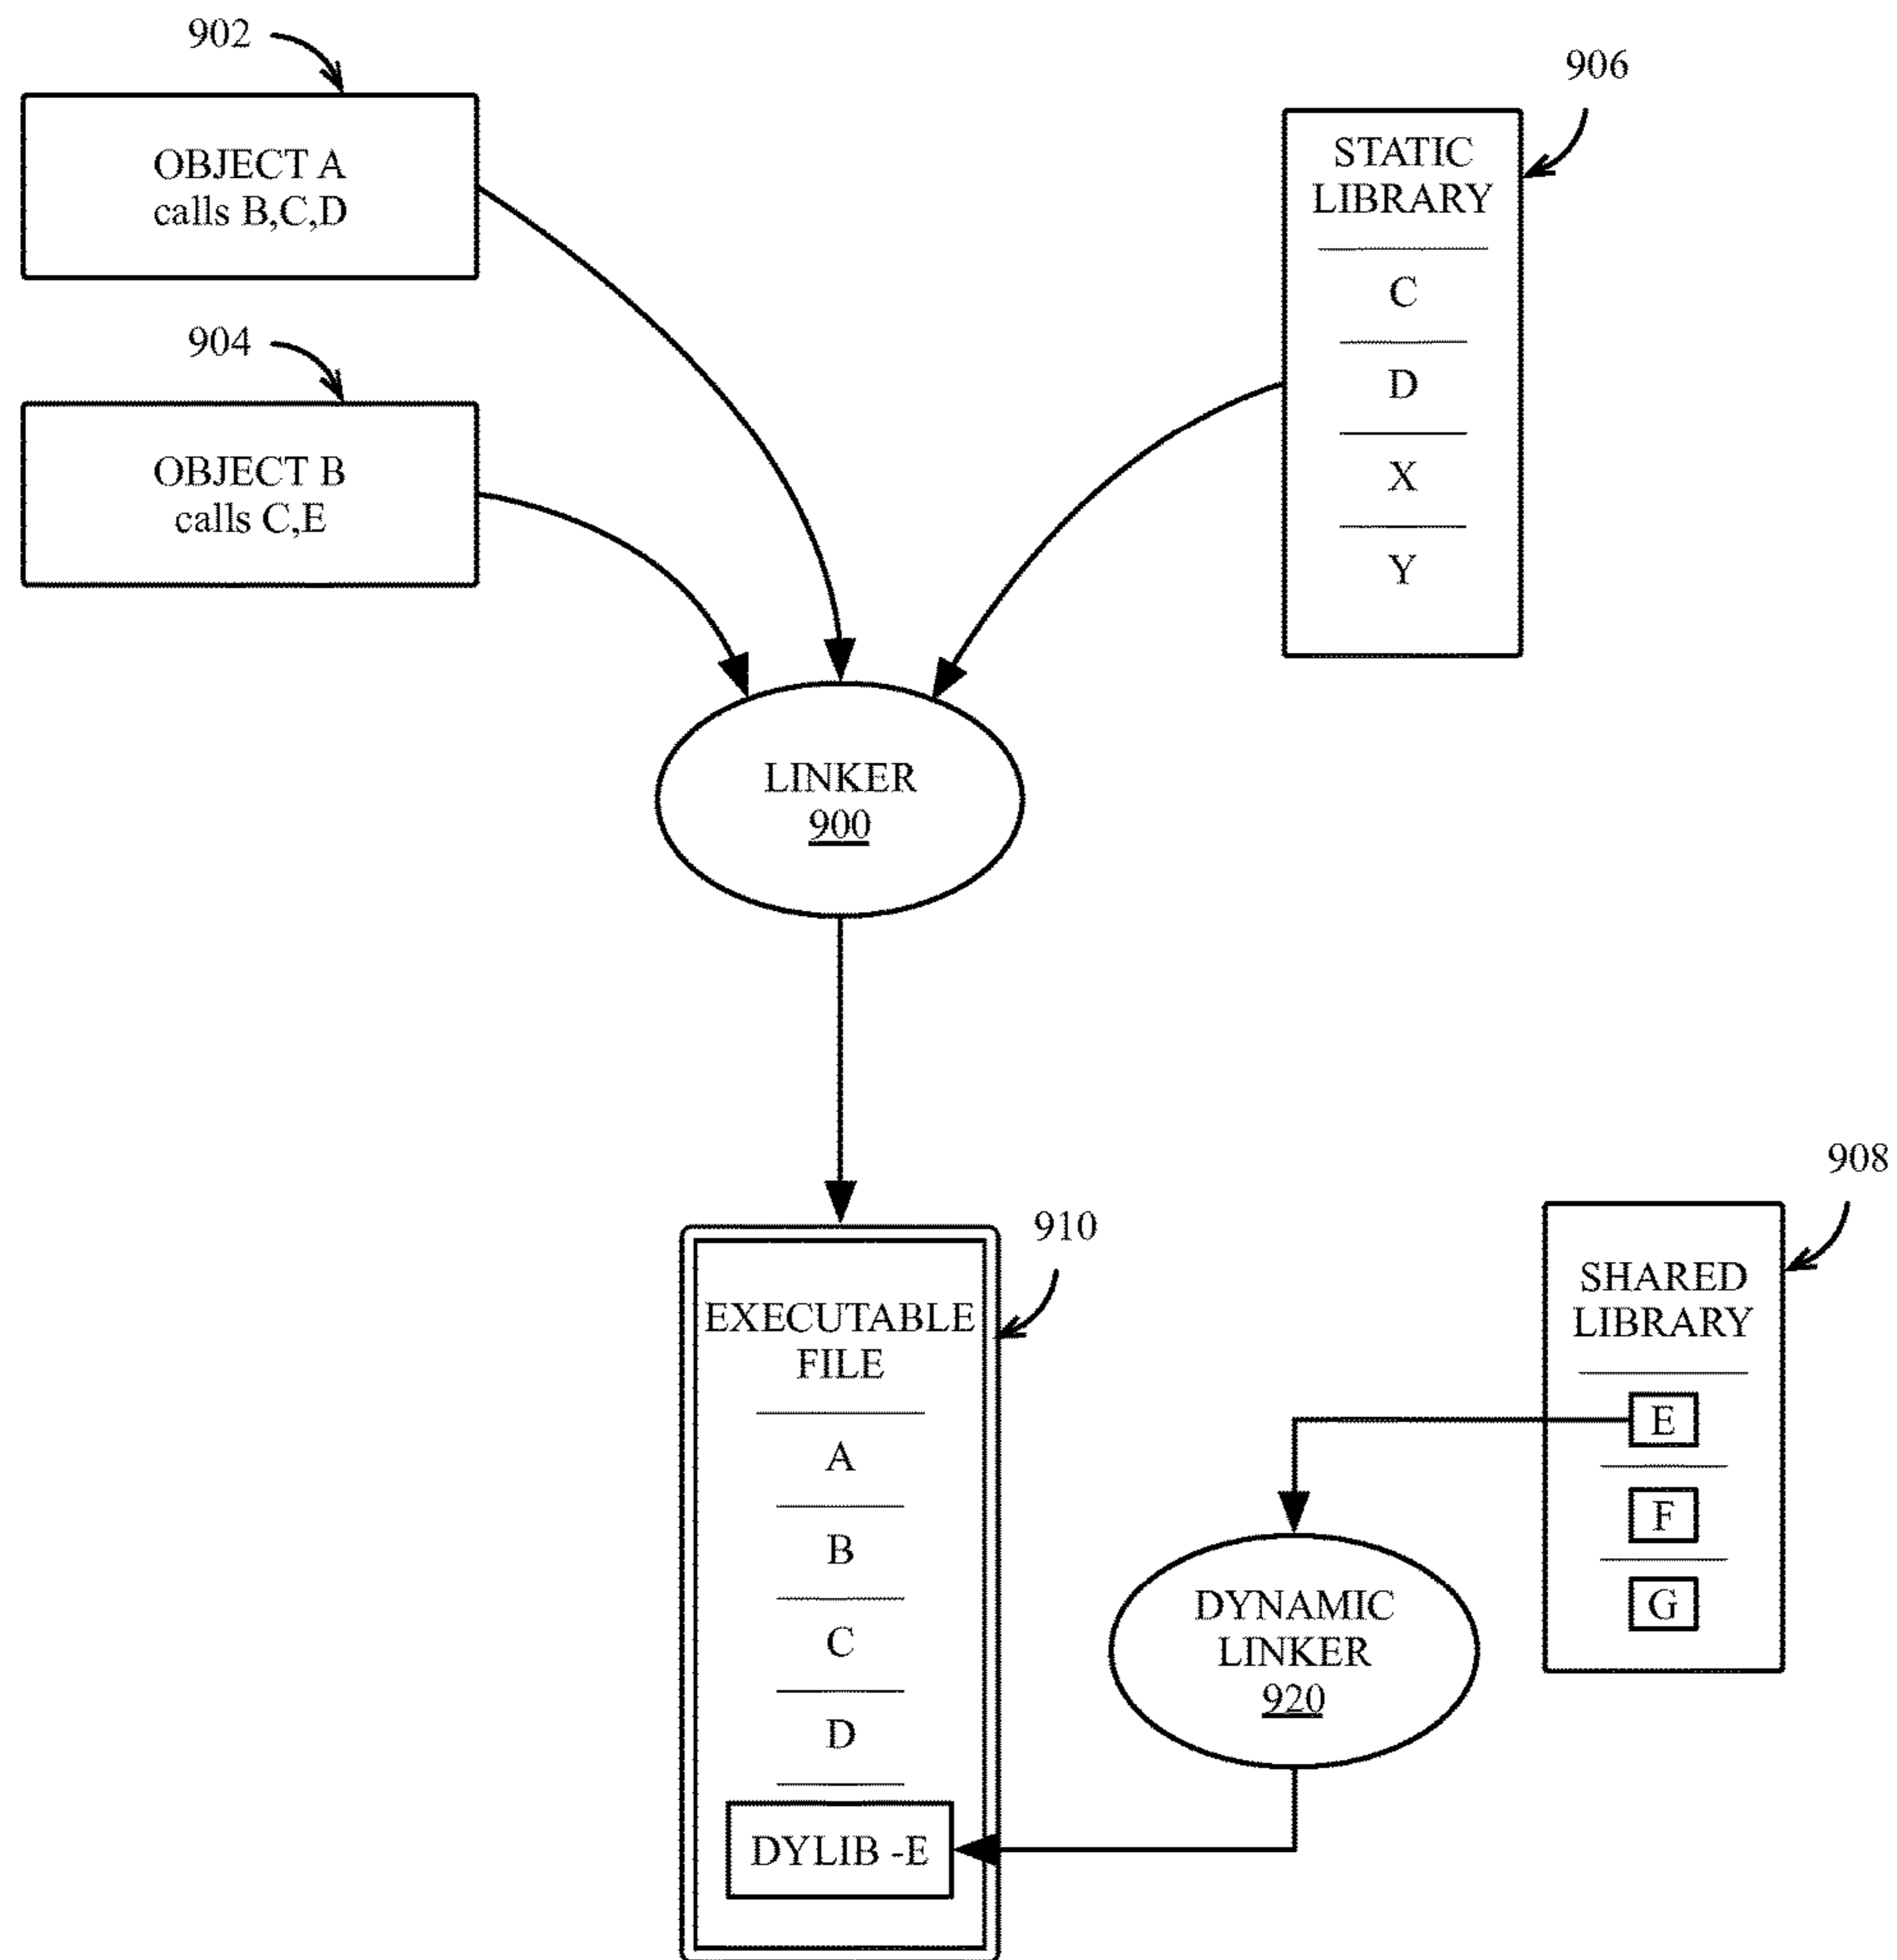 902
OBJECT A
calls B,C,D
904
OBJECT B
calls C,E
906
STATIC
LIBRARY
C
D
X
Y
LINKER
900
910
EXECUTABLE
FILE
A
B
C
D
DYLIB -E
908
SHARED
LIBRARY
E
F
G
DYNAMIC
LINKER
920